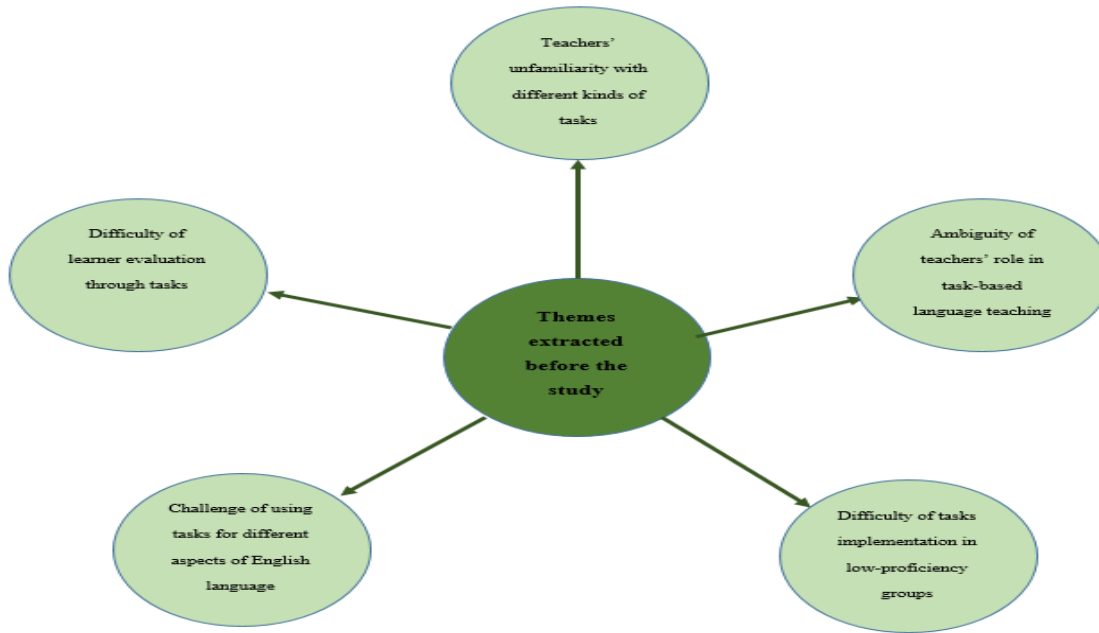 Teachers’
unfamiliarity with
different kinds of
tasks
Difficulty of
learner evaluation
through tasks
Ambiguity of
teachers’ role in
task-based
language teaching
Themes
extracted
before the
study
Challenge of using
tasks for different
aspects of English
language
Difficulty of tasks
implementation in
low-proficiency
groups